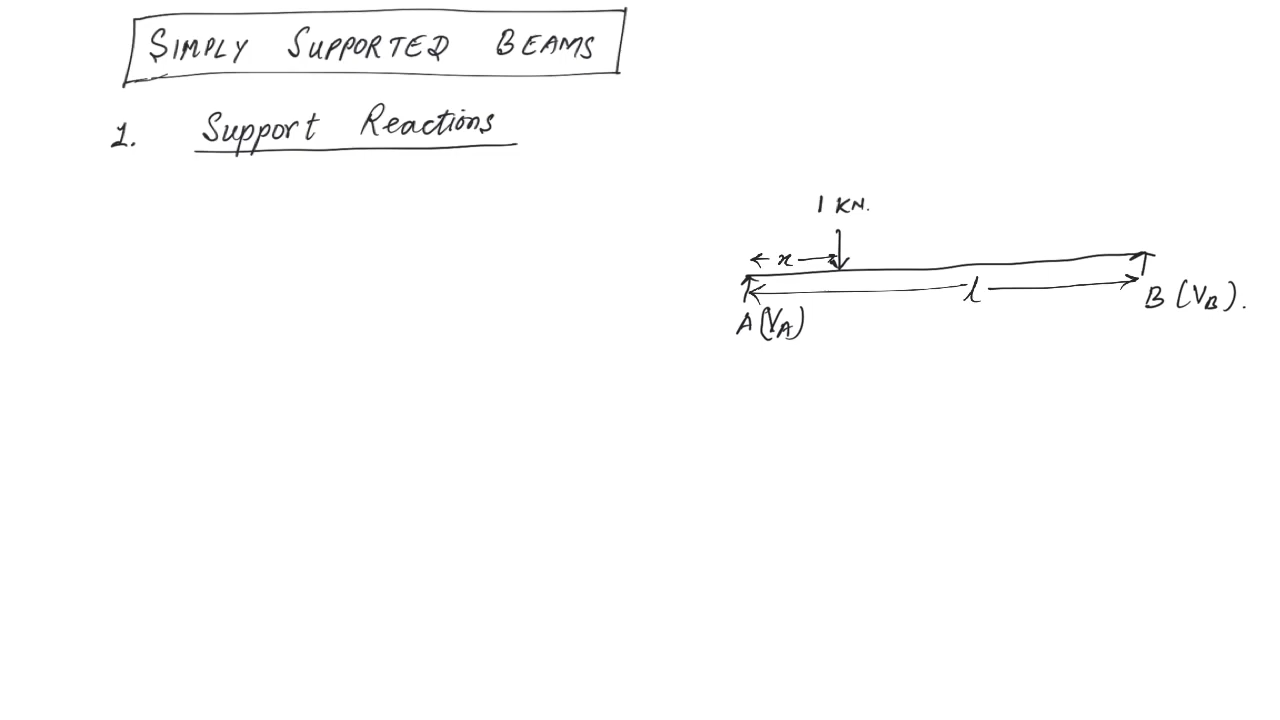 SIMPLY SUPPORTED BEAMS
1. Support Reactions
1 KN.
x
l
A (VA)
B (VB).